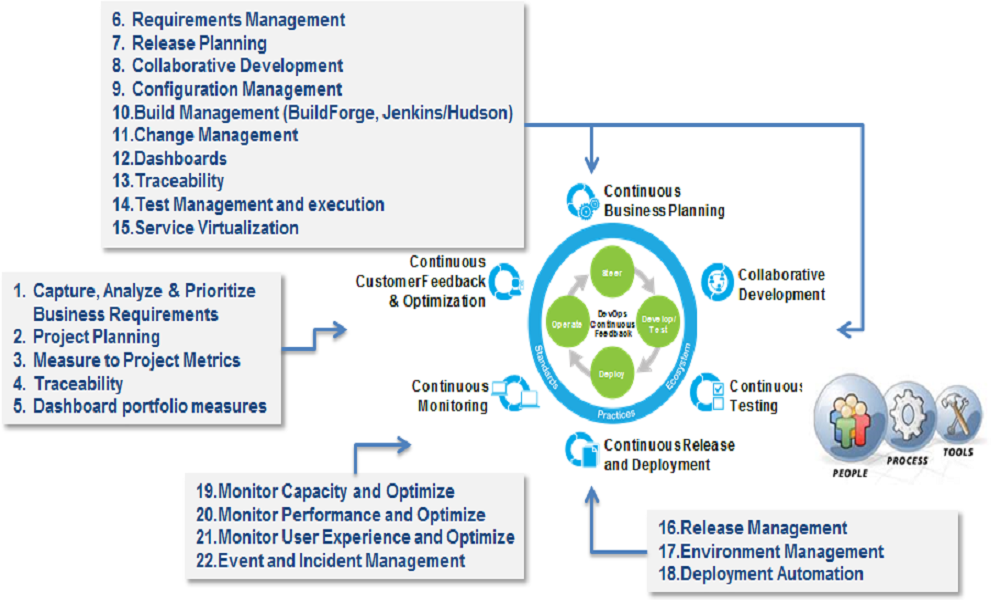 6. Requirements Management
7. Release Planning
8. Collaborative Development
9. Configuration Management
10.Build Management (BuildForge, Jenkins/Hudson)
11.Change Management
12.Dashboards
13.Traceability
14.Test Management and execution
15.Service Virtualization
1. Capture, Analyze & Prioritize
Business Requirements
2. Project Planning
3. Measure to Project Metrics
4. Traceability
5. Dashboard portfolio measures
Continuous
Business Planning
Continuous
CustomerFeedback
& Optimization
Collaborative
Development
Steer
Operate
DevOps
Continuous
Feedback
Develop/
Test
Deploy
Standards
Practices
Ecosystem
Continuous
Monitoring
Continuous
Testing
Continuous Release
and Deployment
PEOPLE
PROCESS
TOOLS
19.Monitor Capacity and Optimize
20.Monitor Performance and Optimize
21.Monitor User Experience and Optimize
22.Event and Incident Management
16.Release Management
17.Environment Management
18.Deployment Automation